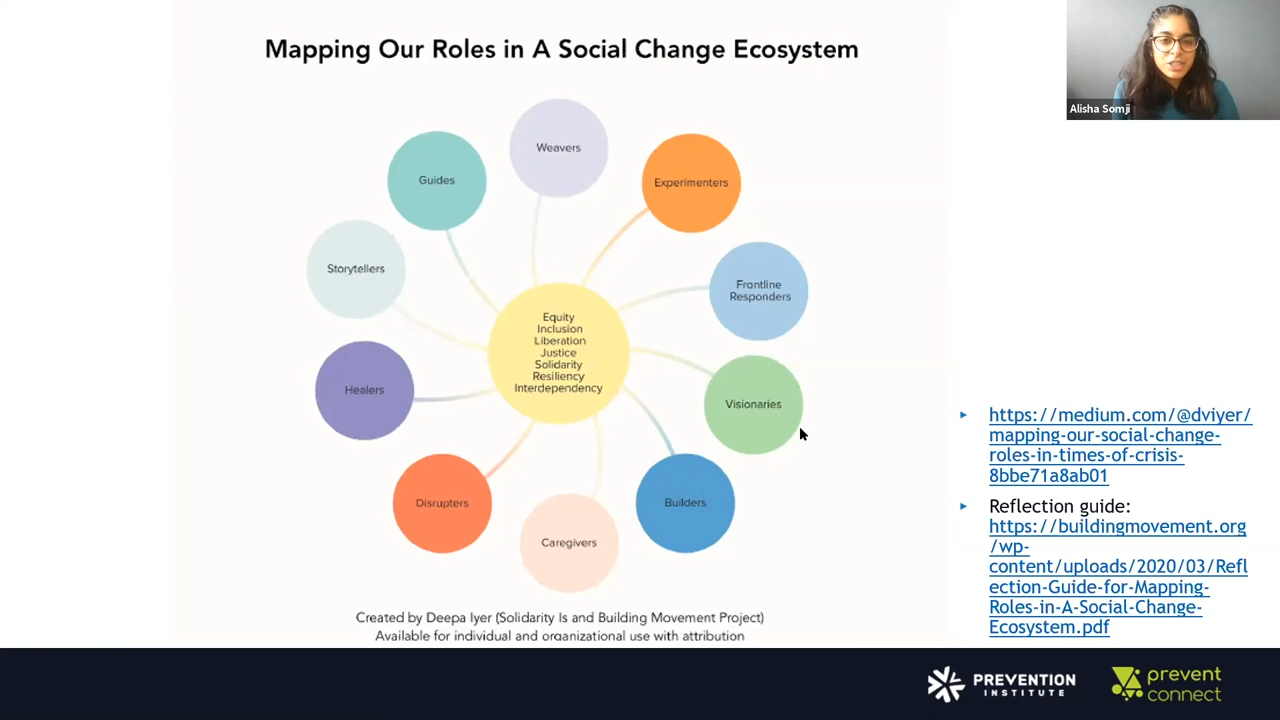 Mapping Our Roles in A Social Change Ecosystem
Alisha Somji
Weavers
Guides
Experimenters
Storytellers
Frontline
Responders
Equity
Inclusion
Liberation
Justice
Solidarity
Resiliency
Interdependency
Healers
Visionaries
Disrupters
Builders
Caregivers
https://medium.com/@dviyer/
mapping-our-social-change-
roles-in-times-of-crisis-
8bbe71a8ab01
Reflection guide:
https://buildingmovement.org
/wp-
content/uploads/2020/03/Refl
ection-Guide-for-Mapping-
Roles-in-A-Social-Change-
Ecosystem.pdf
Created by Deepa Iyer (Solidarity Is and Building Movement Project)
Available for individual and organizational use with attribution
PREVENTION
INSTITUTE
prevent
connect